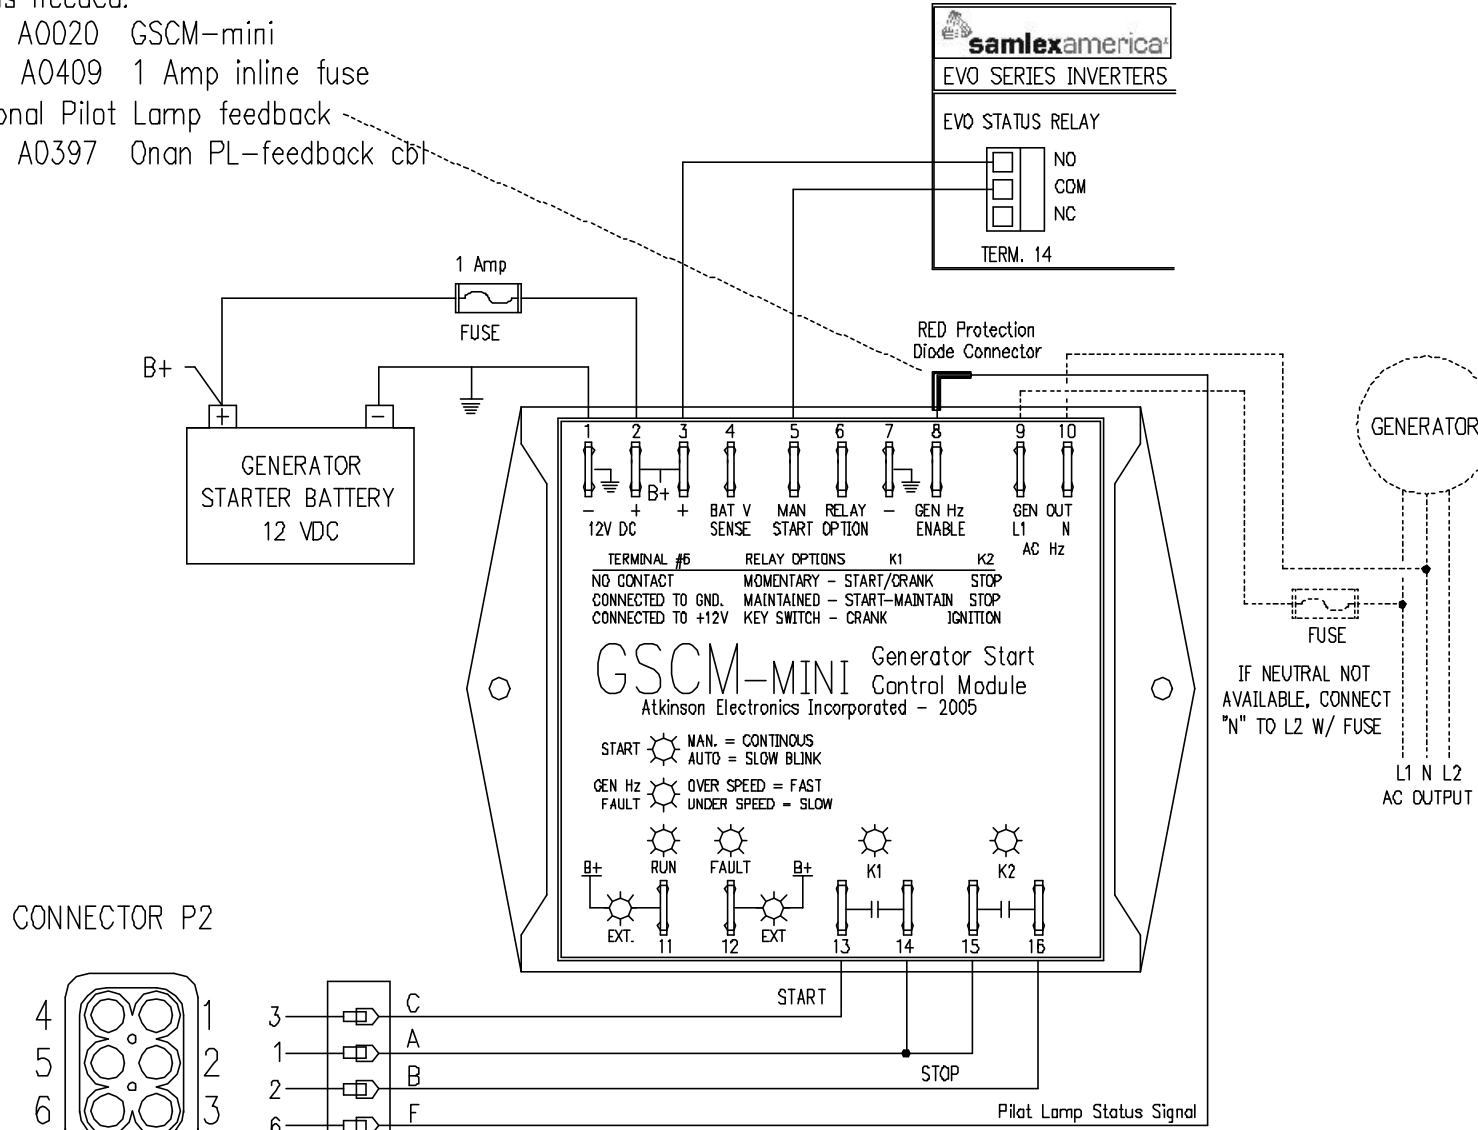 A0020 GSCM-mini
A0409 1 Amp inline fuse
Pilot Lamp feedback
A0397 Onan PL-feedback cbl
samlexamerica
EVO SERIES INVERTERS
EVO STATUS RELAY
NO
COM
NC
TERM. 14
1 Amp
FUSE
B+
+
-
GENERATOR
STARTER BATTERY
12 VDC
RED Protection
Diode Connector
GENERATOR
1 2 3 4 5 6 7 8 9 10
B+
- + + BAT V MAN RELAY - GEN Hz GEN OUT
12V DC SENSE START OPTION ENABLE L1 N
AC Hz
TERMINAL #6 RELAY OPTIONS K1 K2
NO CONTACT MOMENTARY - START/CRANK STOP
CONNECTED TO GND. MAINTAINED - START-MAINTAIN STOP
CONNECTED TO +12V KEY SWITCH - CRANK IGNITION
GSCM-MINI Generator Start
Control Module
Atkinson Electronics Incorporated - 2005
START MAN. = CONTINOUS
AUTO = SLOW BLINK
GEN Hz OVER SPEED = FAST
FAULT UNDER SPEED = SLOW
B+ RUN FAULT B+ K1 K2
EXT. 11 12 EXT 13 14 15 16
FUSE
IF NEUTRAL NOT
AVAILABLE, CONNECT
"N" TO L2 W/ FUSE
L1 N L2
AC OUTPUT
CONNECTOR P2
4 1
5 2
6 3
3 C START
1 A
2 B STOP
6 F Pilot Lamp Status Signal